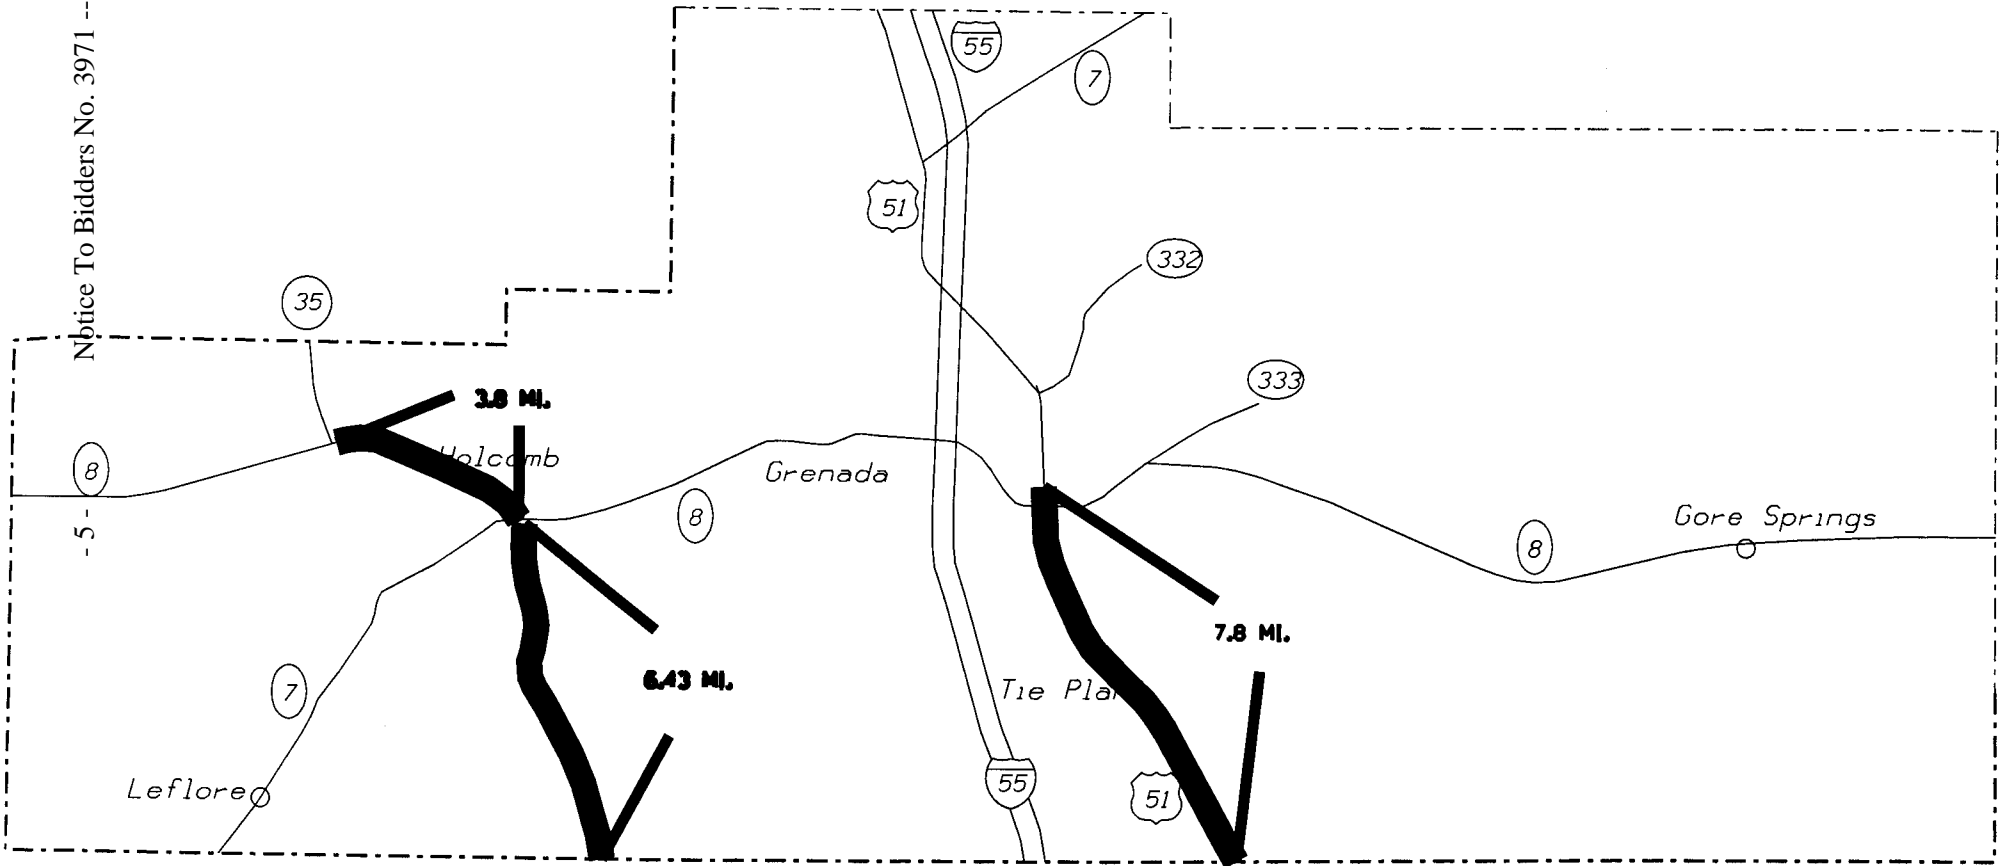 Notice To Bidders No. 3971 --
- 5 -
55
7
51
332
35
333
3.8 MI.
Holcomb
8
Grenada
8
Gore Springs
8
7.8 MI.
6.43 MI.
7
Tie Plan
Leflore
55
51